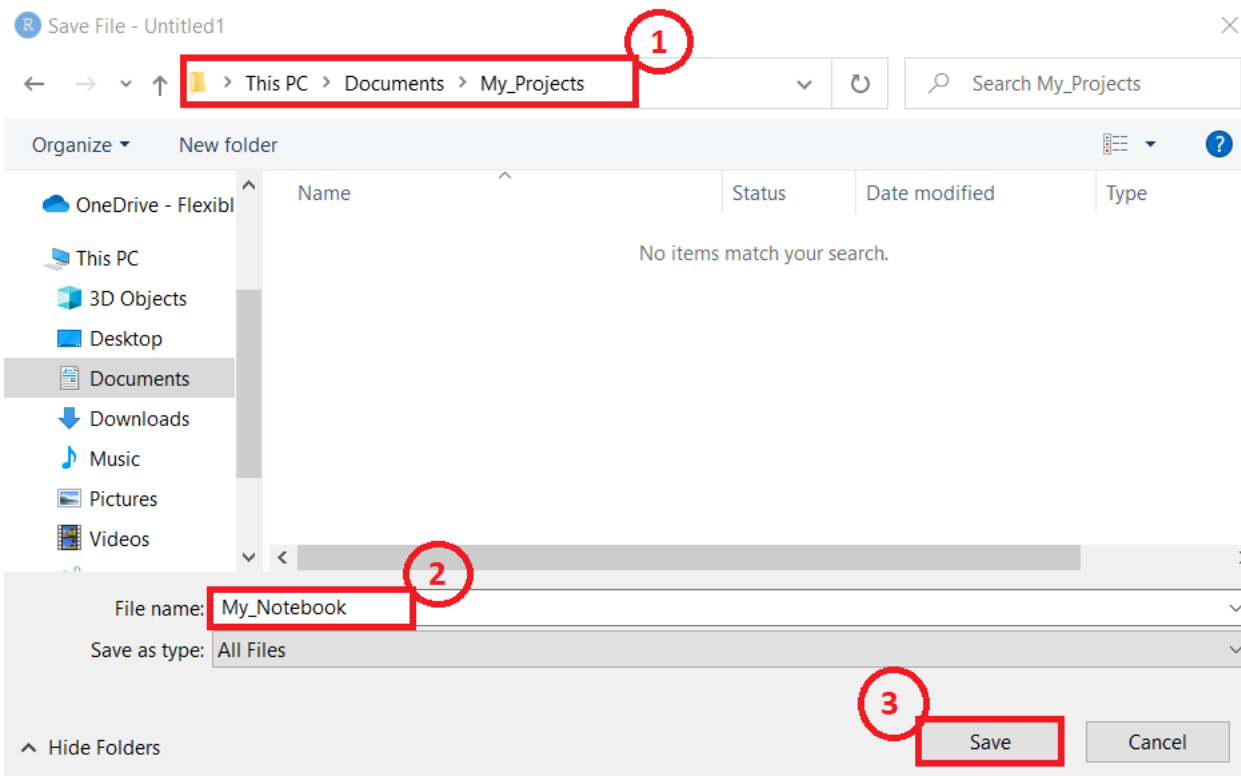 R Save File - Untitled1
1
This PC > Documents > My_Projects
Search My_Projects
Organize New folder
?
Name Status Date modified Type
OneDrive - Flexibl
No items match your search.
This PC
3D Objects
Desktop
Documents
Downloads
Music
Pictures
Videos
2
File name: My_Notebook
Save as type: All Files
3
Hide Folders Save Cancel